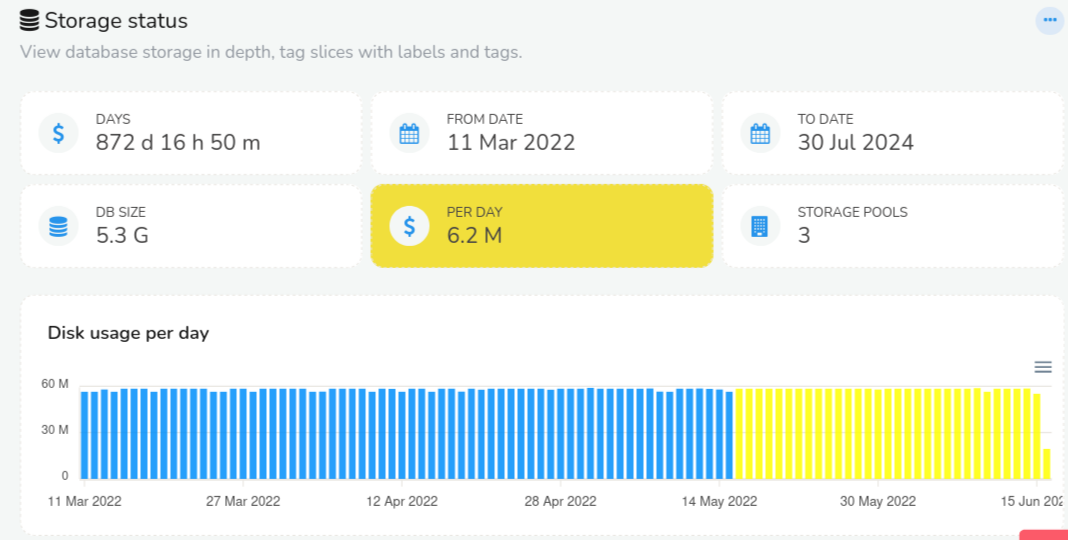 Storage status
View database storage in depth, tag slices with labels and tags.
DAYS
872 d 16 h 50 m
FROM DATE
11 Mar 2022
TO DATE
30 Jul 2024
DB SIZE
5.3 G
PER DAY
6.2 M
STORAGE POOLS
3
Disk usage per day
60 M
30 M
0
11 Mar 2022
27 Mar 2022
12 Apr 2022
28 Apr 2022
14 May 2022
30 May 2022
15 Jun 202